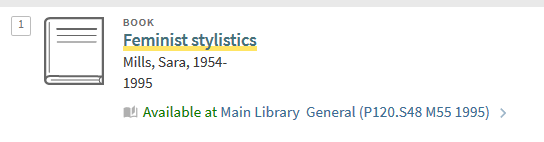 1
BOOK
Feminist stylistics
Mills, Sara, 1954-
1995
Available at Main Library General (P120.S48 M55 1995)